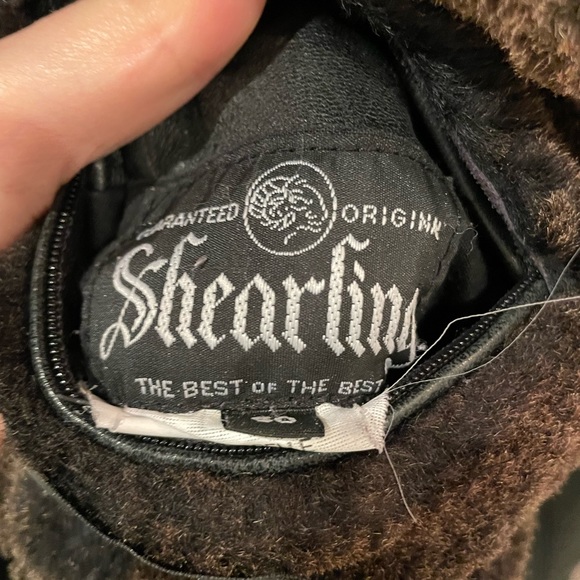 GUARANTEED ORIGINAL
Shearling
THE BEST OF THE BEST